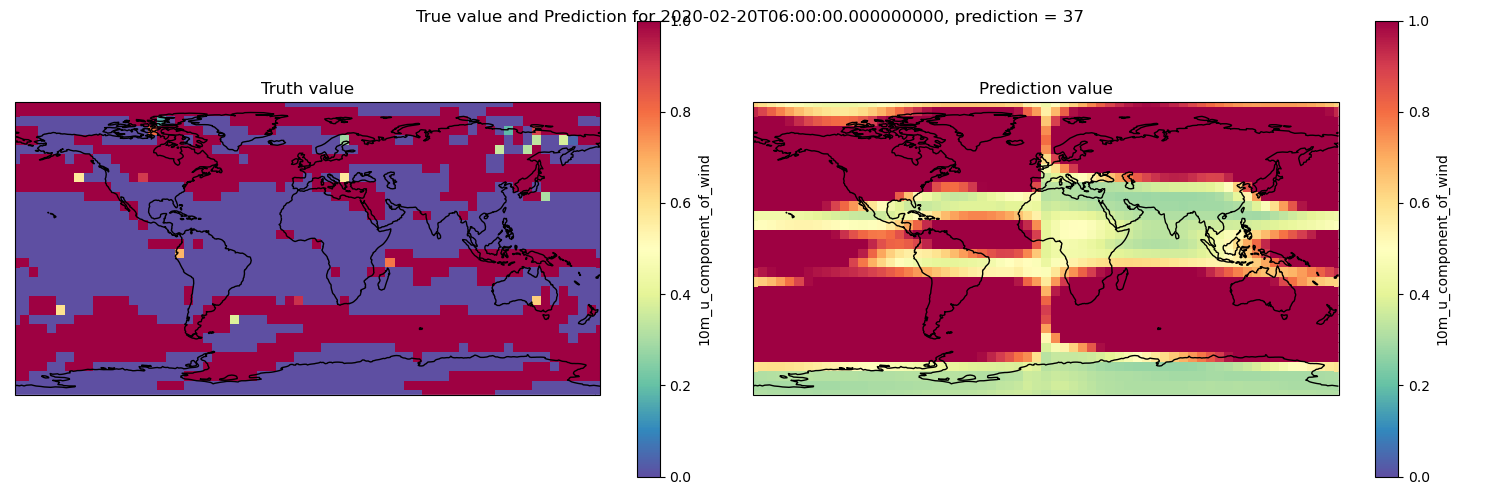 True value and Prediction for 2020-02-20T06:00:00.000000000, prediction = 37
Truth value
1.0
0.8
0.6
0.4
0.2
0.0
10m_u_component_of_wind
Prediction value
1.0
0.8
0.6
0.4
0.2
0.0
10m_u_component_of_wind